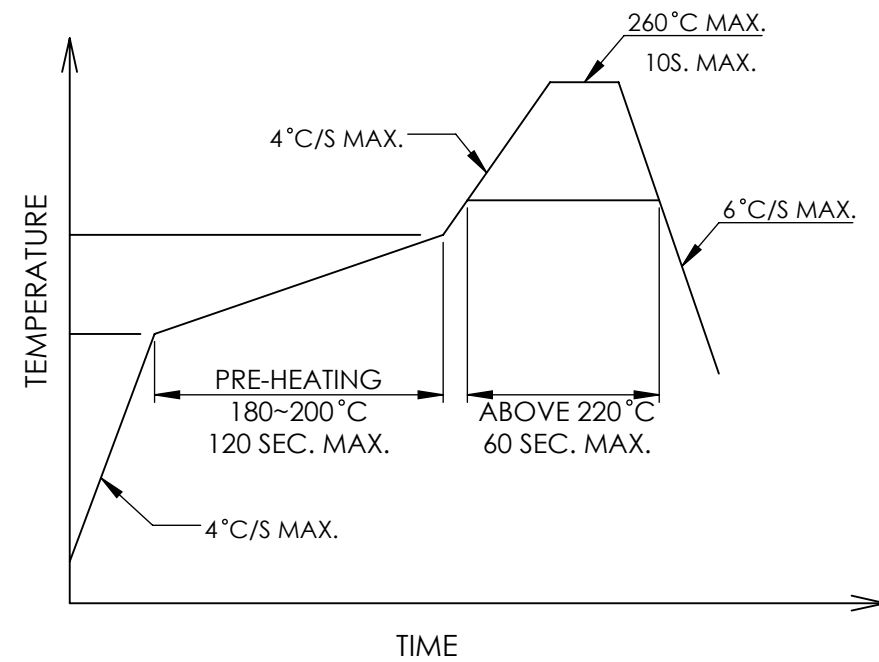 260°C MAX.
10S. MAX.
4°C/S MAX.
6°C/S MAX.
TEMPERATURE
PRE-HEATING
180~200°C
120 SEC. MAX.
ABOVE 220°C
60 SEC. MAX.
4°C/S MAX.
TIME